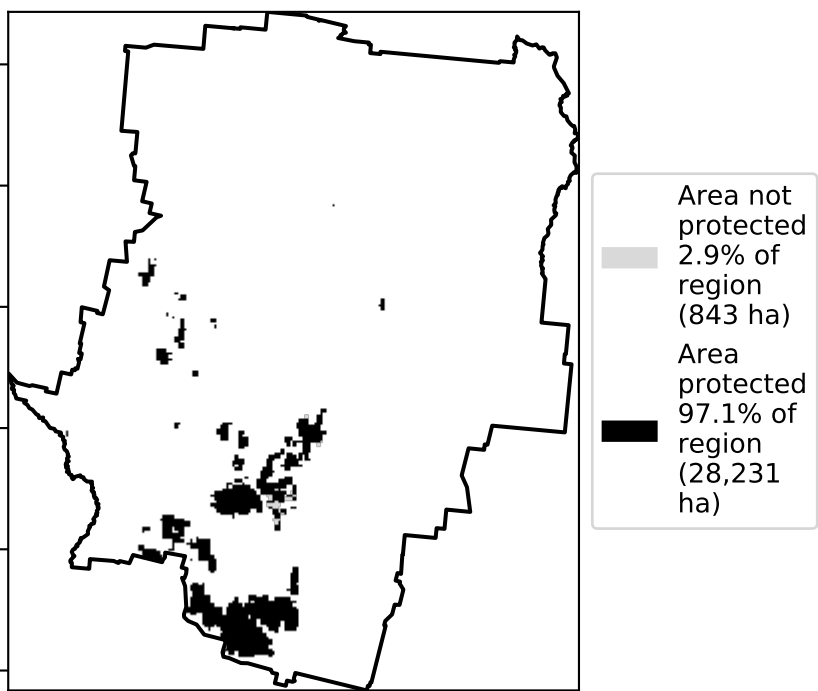 Area not
protected
2.9% of
region
(843 ha)
Area
protected
97.1% of
region
(28,231
ha)